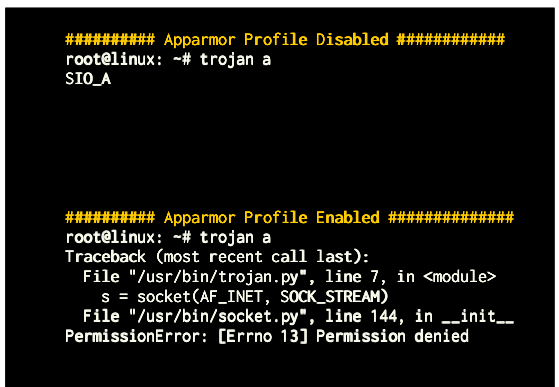 ########## Apparmor Profile Disabled ############
root@linux: ~# trojan a
SIO_A
########## Apparmor Profile Enabled ##############
root@linux: ~# trojan a
Traceback (most recent call last):
  File "/usr/bin/trojan.py", line 7, in <module>
    s = socket(AF_INET, SOCK_STREAM)
  File "/usr/bin/socket.py", line 144, in __init__
PermissionError: [Errno 13] Permission denied